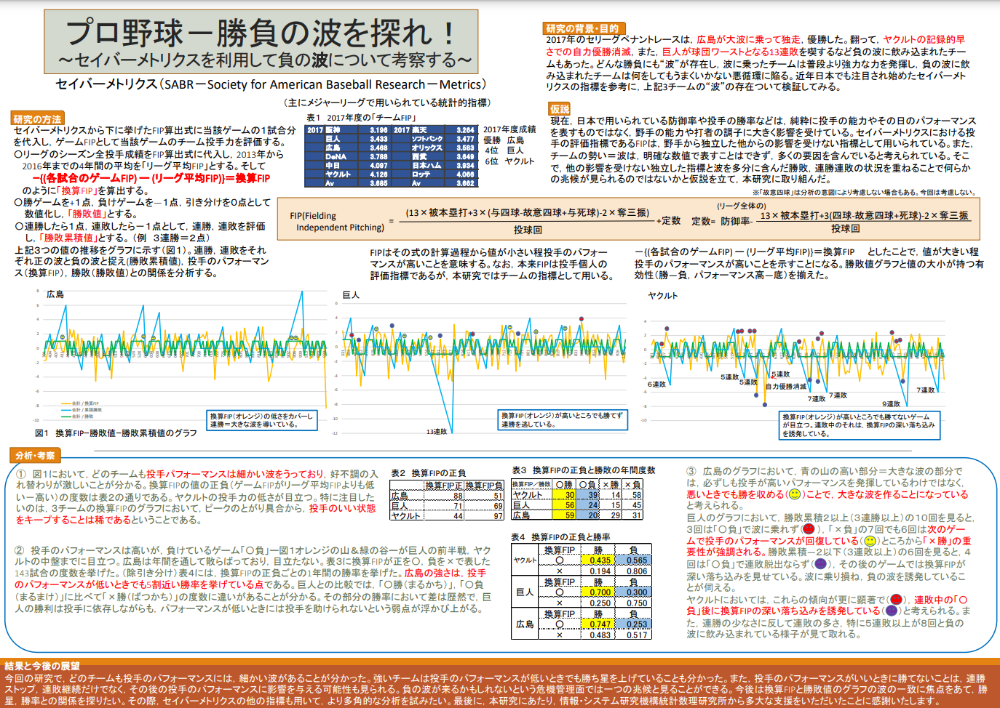 プロ野球－勝負の波を探れ！
～セイバーメトリクスを利用して負の波について考察する～
セイバーメトリクス（SABR－Society for American Baseball Research－Metrics）
（主にメジャーリーグで用いられている統計的指標）
研究の背景・目的
2017年のセリーグペナントレースは，広島が大波に乗って独走，優勝した。翻って，ヤクルトの記録的早
さでの自力優勝消滅，また，巨人が球団ワーストとなる13連敗を喫するなど負の波に飲み込まれたチー
ムもあった。どんな勝負にも“波”が存在し，波に乗ったチームは普段より強力な力を発揮し，負の波に飲
み込まれたチームは何をしてもうまくいかない悪循環に陥る。近年日本でも注目され始めたセイバーメト
リクスの指標を参考に，上記3チームの“波”の存在ついて検証してみる。
仮説
現在，日本で用いられている防御率や投手の勝率などは，純粋に投手の能力やその日のパフォーマンス
を表すものではなく，野手の能力や打者の調子に大きく影響を受けている。セイバーメトリクスにおける投
手の評価指標であるFIPは，野手から独立した他からの影響を受けない指標として用いられている。また，
チームの勢い＝波は，明確な数値で表すことはできず，多くの要因を含んでいると考えられている。そこ
で，他の影響を受けない独立した指標と波を多分に含んだ勝敗，連勝連敗の状況を重ねることで何らか
の兆候が見られるのではないかと仮説を立て，本研究に取り組んだ。
※「故意四球」は分析の意図により考慮しない場合もある。今回は考慮しない。
研究の方法
セイバーメトリクスから下に挙げたFIP算出式に当該ゲームの1試合分
を代入し，ゲームFIPとして当該ゲームのチーム投手力を評価する。
○リーグのシーズン全投手成績をFIP算出式に代入し，2013年から
2016年までの4年間の平均を「リーグ平均FIP」とする。そして
－{(各試合のゲームFIP)－(リーグ平均FIP)}＝換算FIP
のように「換算FIP」を算出する。
○勝ゲームを+1点，負けゲームを－1点，引き分けを0点として
数値化し，「勝敗値」とする。
○連勝したら1点，連敗したら－1点として，連勝，連敗を評価
し，「勝敗累積値」とする。（例 3連勝＝2点）
上記3つの値の推移をグラフに示す（図1）。連勝，連敗をそれ
ぞれ正の波と負の波と捉え(勝敗累積値)，投手のパフォーマン
ス(換算FIP)，勝敗(勝敗値)との関係を分析する。
表1 2017年度の「チームFIP」
2017 阪神 3.196 2017 楽天 3.264
巨人 3.433 ソフトバンク 3.477
広島 3.468 オリックス 3.583
DeNA 3.788 西武 3.649
中日 4.097 日本ハム 3.934
ヤクルト 4.126 ロッテ 4.066
Av 3.685 Av 3.662
2017年度成績
優勝 広島
4位 巨人
6位 ヤクルト
FIP(Fielding
Independent Pitching)
= (13×被本塁打+3×(与四球-故意四球+与死球)-2×奪三振)
投球回
+定数
(リーグ全体の)
定数= 防御率- 13×被本塁打+3(四球-故意四球+死球)-2×奪三振
投球回
FIPはその式の計算過程から値が小さい程投手のパフォー
マンスが高いことを意味する。なお，本来FIPは投手個人の
評価指標であるが，本研究ではチームの指標として用いる。
－{(各試合のゲームFIP)－(リーグ平均FIP)}＝換算FIP としたことで，値が大きい程
投手のパフォーマンスが高いことを示すことになる。勝敗値グラフと値の大小が持つ有
効性(勝－負，パフォーマンス高－底)を揃えた。
広島
合計 / 換算FIP
合計 / 累積勝敗
合計 / 勝敗
換算FIP(オレンジ)の低さをカバーし
連勝＝大きな波を導いている。
図1 換算FIP－勝敗値－勝敗累積値のグラフ
巨人
13連敗
換算FIP(オレンジ)が高いところでも勝てず
連勝を逃している。
ヤクルト
6連敗
5連敗
5連敗
5連敗
自力優勝消滅
7連敗
7連敗
9連敗
7連敗
換算FIP(オレンジ)が高いところでも勝てないゲーム
が目立つ。連敗中のそれは，換算FIPの深い落ち込み
を誘発している。
分析・考察
① 図1において，どのチームも投手パフォーマンスは細かい波をうっており，好不調の入
れ替わりが激しいことが分かる。換算FIPの値の正負(ゲームFIPがリーグ平均FIPよりも低
いー高い)の度数は表2の通りである。ヤクルトの投手力の低さが目立つ。特に注目した
いのは，3チームの換算FIPのグラフにおいて，ピークのとがり具合から，投手のいい状態
をキープすることは稀であるということである。
② 投手のパフォーマンスは高いが，負けているゲーム「○負」ー図1オレンジの山＆緑の谷ーが巨人の前半戦，ヤク
ルトの中盤までに目立つ。広島は年間を通して散らばっており，目立たない。表3に換算FIPが正を○，負を×で表した
143試合の度数を挙げた。（除引き分け）表4には，換算FIPの正負ごとの1年間の勝率を挙げた。広島の強さは，投手
のパフォーマンスが低いときでも5割近い勝率を挙げている点である。巨人との比較では，「○勝(まるかち)」，「○負
(まるまけ)」に比べて「×勝(ばつかち)」の度数に違いがあることが分かる。その部分の勝率において差は歴然で，巨
人の勝利は投手に依存しながらも，パフォーマンスが低いときには投手を助けられないという弱点が浮かび上がる。
表2 換算FIPの正負
換算FIP正 換算FIP負
広島 88 51
巨人 71 69
ヤクルト 44 97
表3 換算FIPの正負と勝敗の年間度数
換算FIP／勝敗 ○勝 ○負 ×勝 ×負
ヤクルト 30 39 14 58
巨人 56 24 15 45
広島 59 20 29 31
表4 換算FIPの正負と勝率
ヤクルト 換算FIP 勝 負
○ 0.435 0.565
× 0.194 0.806
巨人 換算FIP 勝 負
○ 0.700 0.300
× 0.250 0.750
広島 換算FIP 勝 負
○ 0.747 0.253
× 0.483 0.517
③ 広島のグラフにおいて，青の山の高い部分＝大きな波の部分で
は，必ずしも投手が高いパフォーマンスを発揮しているわけではなく，
悪いときでも勝を収める( )ことで，大きな波を作ることになっている
と考えられる。
巨人のグラフにおいて，勝敗累積2以上(3連勝以上)の10回を見ると，
3回は「○負」で波に乗れず( )，「×負」の7回でも6回は次のゲー
ムで投手のパフォーマンスが回復している( )ところから「×勝」の重
要性が強調される。勝敗累積－2以下(3連敗以上)の6回を見ると，4
回は「○負」で連敗脱出ならず( )，その後のゲームでは換算FIPが
深い落ち込みを見せている。波に乗り損ね，負の波を誘発しているこ
とが伺える。
ヤクルトにおいては，これらの傾向が更に顕著で( )，連敗中の「○
負」後に換算FIPの深い落ち込みを誘発している( )と考えられる。ま
た，連勝の少なさに反して連敗の多さ，特に5連敗以上が8回と負の
波に飲み込まれている様子が見て取れる。
結果と今後の展望
今回の研究で，どのチームも投手のパフォーマンスには，細かい波があることが分かった。強いチームは投手のパフォーマンスが低いときでも勝ち星を上げていることも分かった。また，投手のパフォーマンスがいいときに勝てないことは，連勝
ストップ，連敗継続だけでなく，その後の投手のパフォーマンスに影響を与える可能性も見られる。負の波が来るかもしれないという危機管理面では一つの兆候と見ることができる。今後は換算FIPと勝敗値のグラフの波の一致に焦点をあて，勝
星，勝率との関係を探りたい。その際，セイバーメトリクスの他の指標も用いて，より多角的な分析を試みたい。最後に，本研究にあたり，情報・システム研究機構統計数理研究所から多大な支援をいただいたことに感謝いたします。